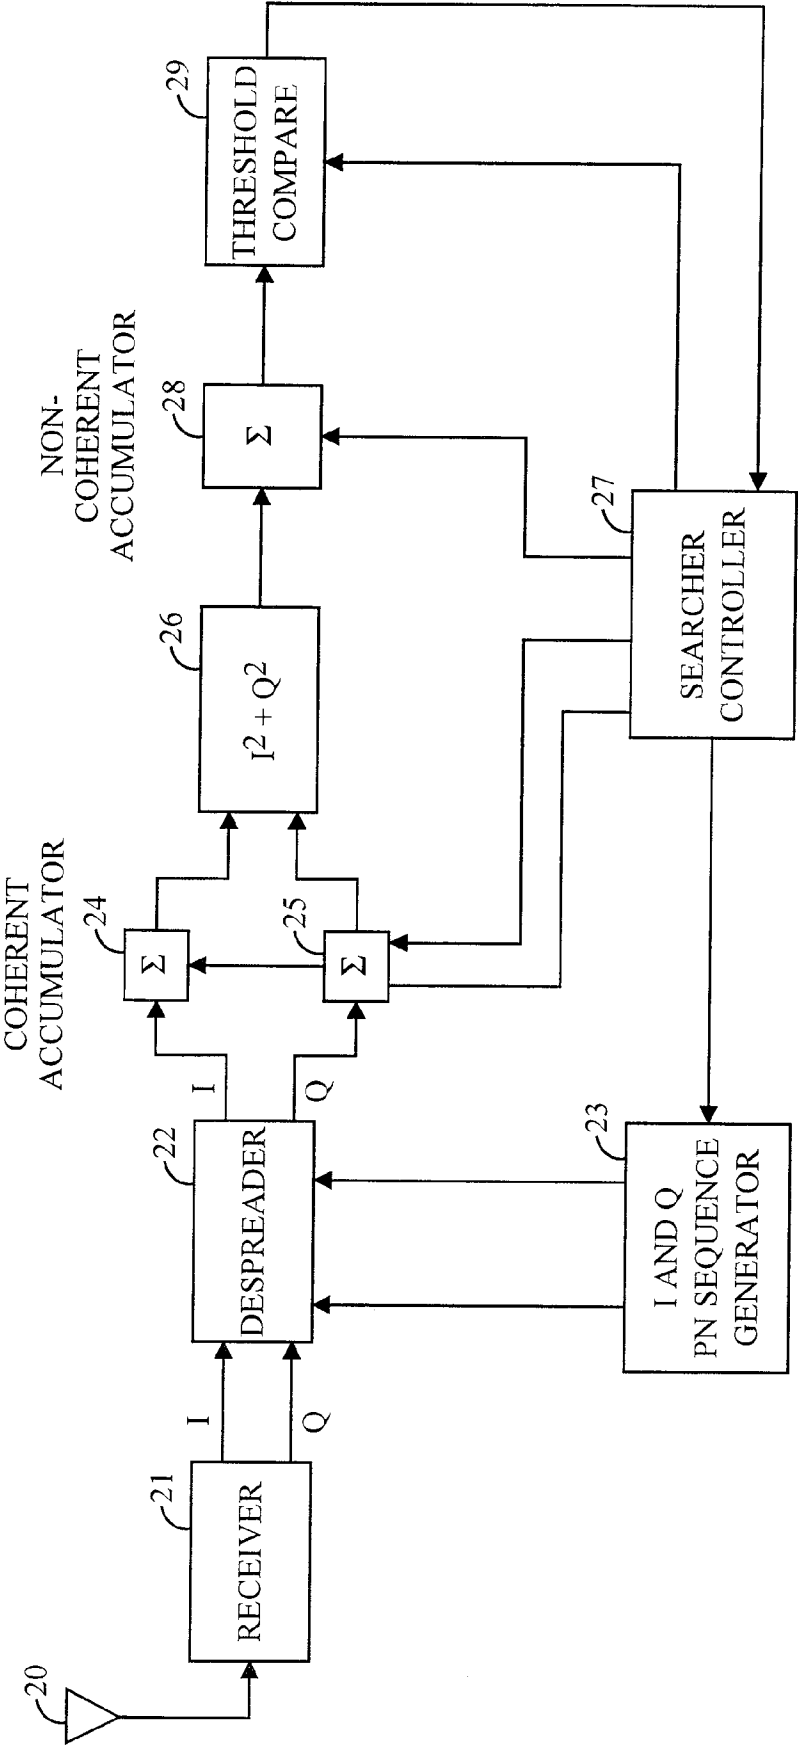 20
21
RECEIVER
I
Q
22
DESPREADER
I
Q
23
I AND Q
PN SEQUENCE
GENERATOR
COHERENT
ACCUMULATOR
24
Σ
25
Σ
26
I² + Q²
27
SEARCHER
CONTROLLER
NON-
COHERENT
ACCUMULATOR
28
Σ
29
THRESHOLD
COMPARE